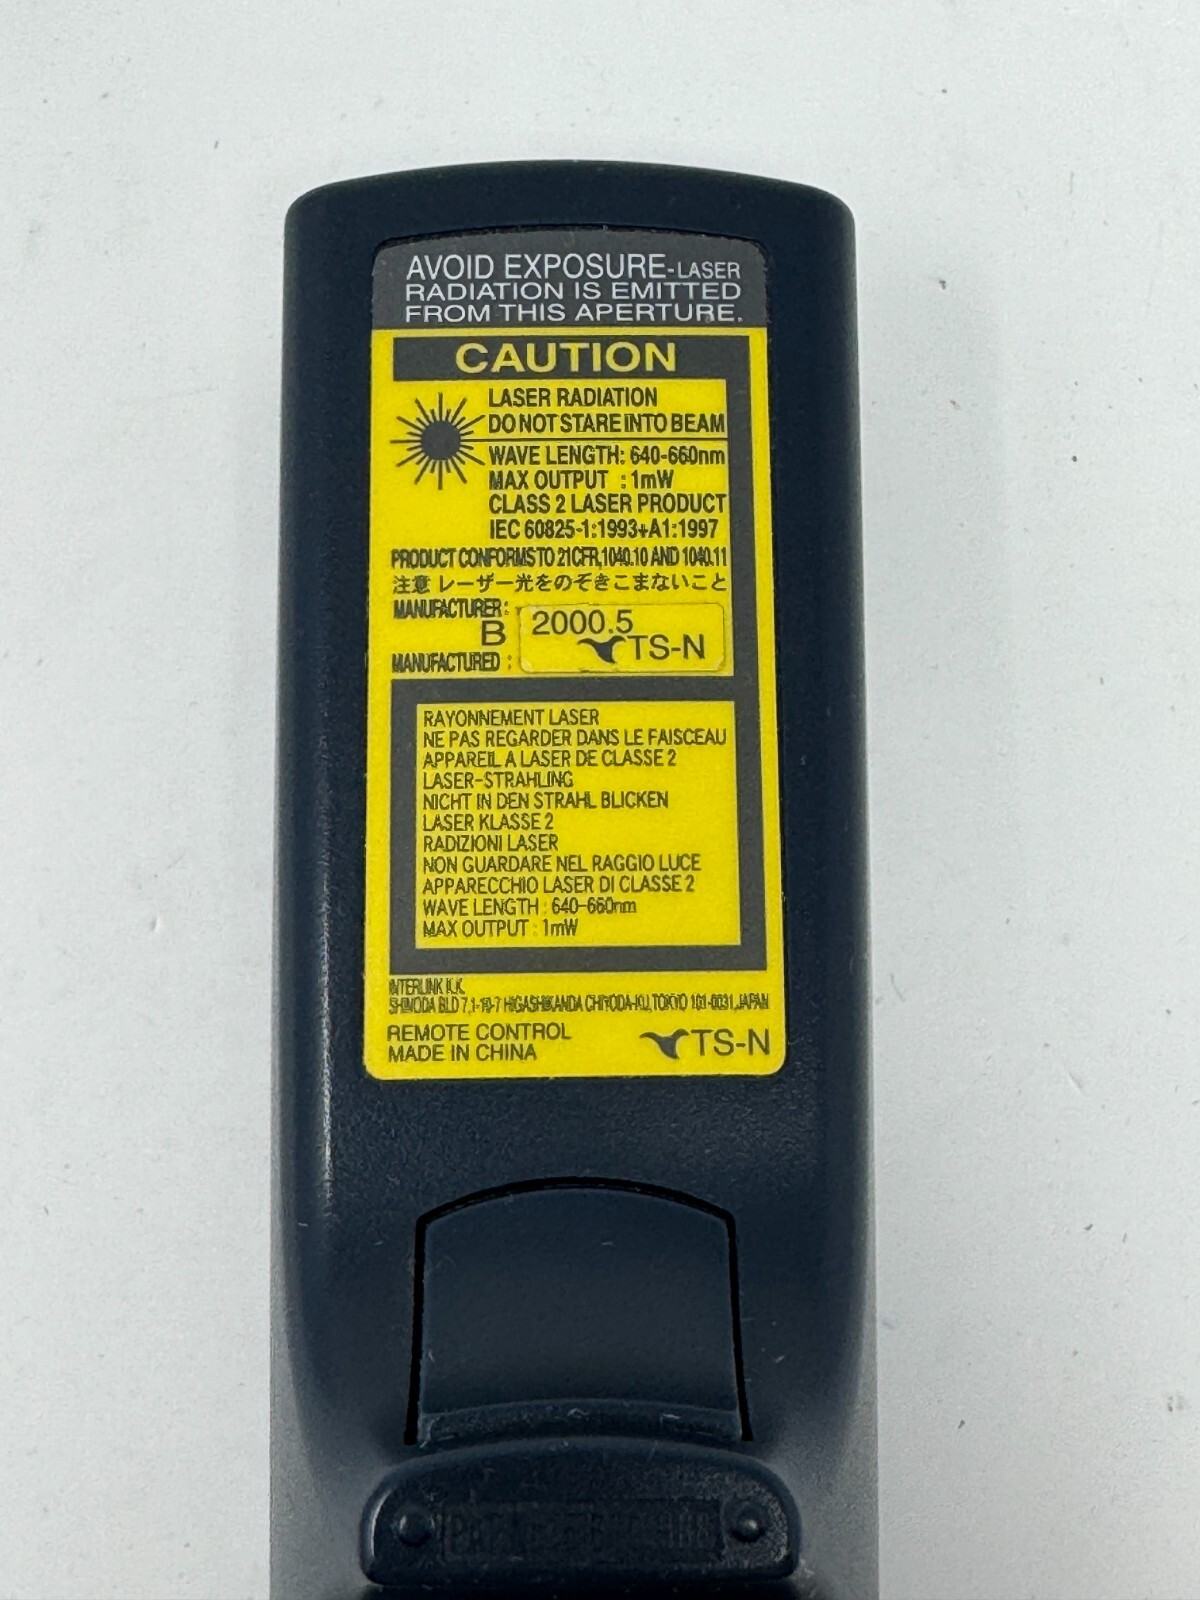 AVOID EXPOSURE-LASER
RADIATION IS EMITTED
FROM THIS APERTURE.
CAUTION
LASER RADIATION
DO NOT STARE INTO BEAM
WAVE LENGTH: 640-660nm
MAX OUTPUT : 1mW
CLASS 2 LASER PRODUCT
IEC 60825-1:1993+A1:1997
PRODUCT CONFORMS TO 21CFR,1040.10 AND 1040.11
注意 レーザー光をのぞきこまないこと
MANUFACTURER:
B
2000.5
TS-N
MANUFACTURED :
RAYONNEMENT LASER
NE PAS REGARDER DANS LE FAISCEAU
APPAREIL A LASER DE CLASSE 2
LASER-STRAHLING
NICHT IN DEN STRAHL BLICKEN
LASER KLASSE 2
RADIZIONI LASER
NON GUARDARE NEL RAGGIO LUCE
APPARECCHIO LASER DI CLASSE 2
WAVE LENGTH : 640-660nm
MAX OUTPUT : 1mW
INTERLINK K.K.
SHIMODA BLD 7,1-10-7 HIGASHIKANDA CHIYODA-KU,TOKYO 101-0031,JAPAN
REMOTE CONTROL
MADE IN CHINA
TS-N